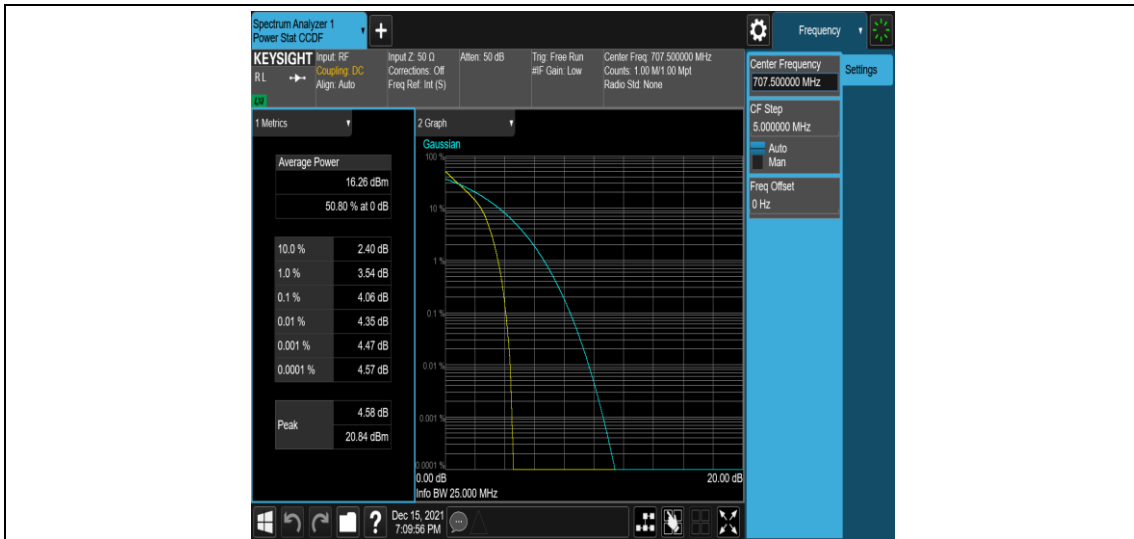 Spectrum Analyzer 1
Power Stat CCDF
+
Frequency
KEYSIGHT
Input: RF
Coupling: DC
Align: Auto
Input Z: 50 Ω
Corrections: Off
Freq Ref: Int (S)
Atten: 50 dB
Trig: Free Run
#IF Gain: Low
Center Freq: 707.500000 MHz
Counts: 1.00 M/1.00 Mpt
Radio Std: None
RL
LXI
Center Frequency
707.500000 MHz
Settings
CF Step
5.000000 MHz
Auto
Man
Freq Offset
0 Hz
1 Metrics
Average Power
16.26 dBm
50.80 % at 0 dB
10.0 % 2.40 dB
1.0 % 3.54 dB
0.1 % 4.06 dB
0.01 % 4.35 dB
0.001 % 4.47 dB
0.0001 % 4.57 dB
Peak 4.58 dB
20.84 dBm
2 Graph
Gaussian
100 %
10 %
1 %
0.1 %
0.01 %
0.001 %
0.0001 %
0.00 dB 20.00 dB
Info BW 25.000 MHz
?
Dec 15, 2021
7:09:56 PM